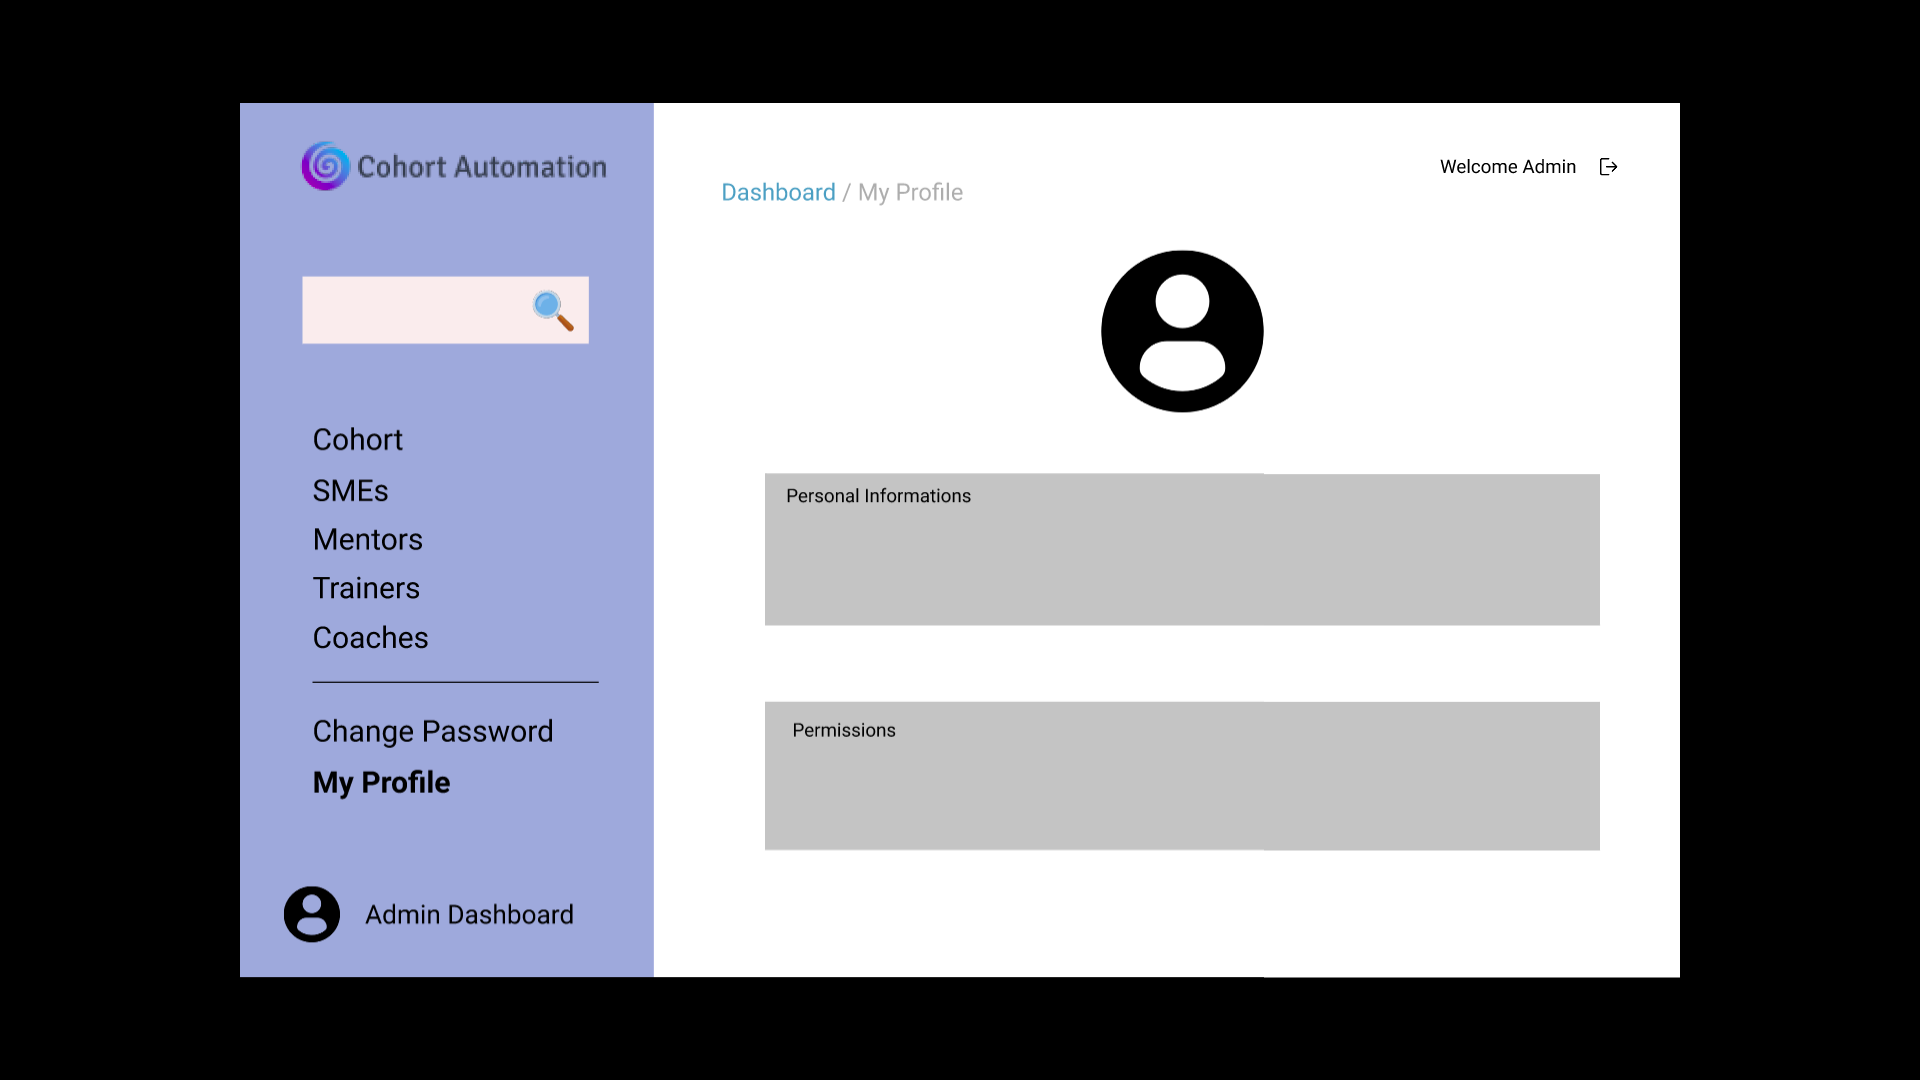 Cohort Automation
Cohort
SMEs
Mentors
Trainers
Coaches
Change Password
My Profile
Admin Dashboard
Welcome Admin
Dashboard / My Profile
Personal Informations
Permissions